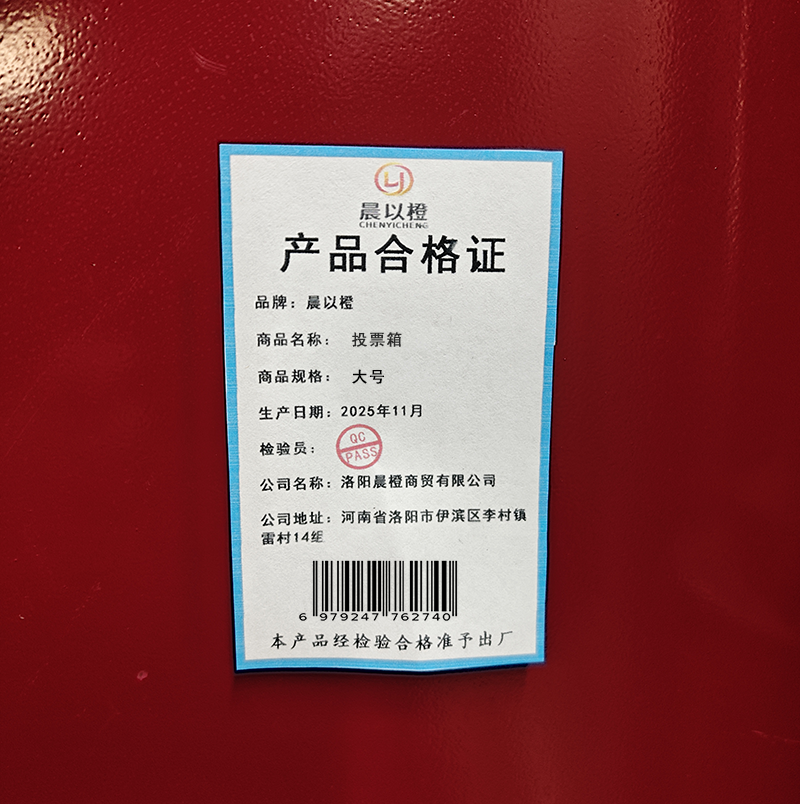 LJ
晨以橙
CHENYICHENG
产品合格证
品牌：晨以橙
商品名称： 投票箱
商品规格： 大号
生产日期：2025年11月
检验员： QC PASS
公司名称：洛阳晨橙商贸有限公司
公司地址：河南省洛阳市伊滨区李村镇
雷村14组
6 979247 762740
本产品经检验合格准予出厂